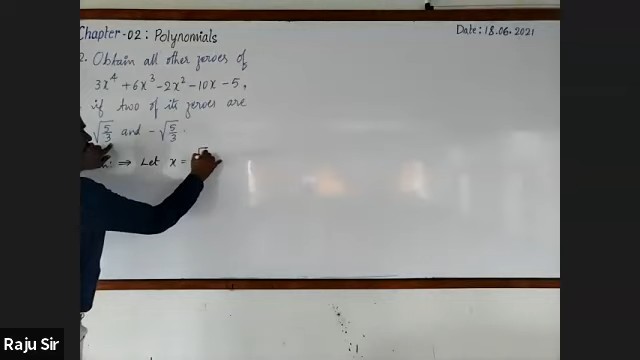 Chapter-02: Polynomials
Date: 18.06.2021
2. Obtain all other zeroes of
3x⁴ + 6x³ - 2x² - 10x - 5,
if two of its zeroes are
√5/3 and -√5/3.
⇒ Let x =
Raju Sir